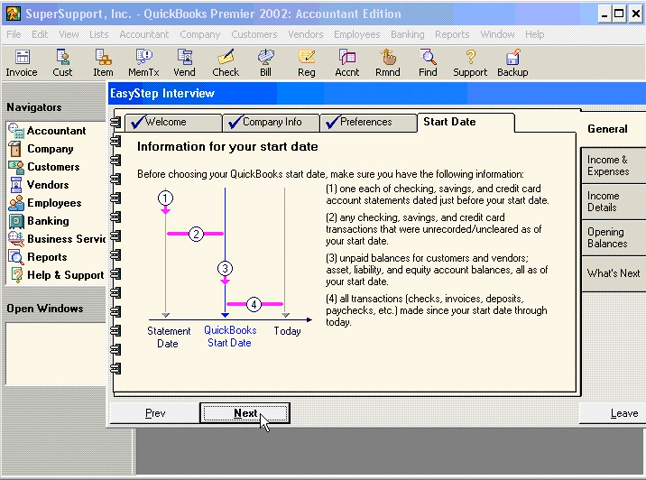 SuperSupport, Inc. - QuickBooks Premier 2002: Accountant Edition
File Edit View Lists Accountant Company Customers Vendors Employees Banking Reports Window Help
Invoice Cust Item MemTx Vend Check Bill Reg Accnt Rmnd Find Support Backup
Navigators
Accountant
Company
Customers
Vendors
Employees
Banking
Business Servic
Reports
Help & Support
Open Windows
EasyStep Interview
Welcome Company Info Preferences Start Date
Information for your start date
Before choosing your QuickBooks start date, make sure you have the following information:
1
2
3
4
Statement
Date
QuickBooks
Start Date
Today
(1) one each of checking, savings, and credit card
account statements dated just before your start date.
(2) any checking, savings, and credit card
transactions that were unrecorded/uncleared as of
your start date.
(3) unpaid balances for customers and vendors;
asset, liability, and equity account balances, all as of
your start date.
(4) all transactions (checks, invoices, deposits,
paychecks, etc.) made since your start date through
today.
General
Income &
Expenses
Income
Details
Opening
Balances
What's Next
Prev Next Leave